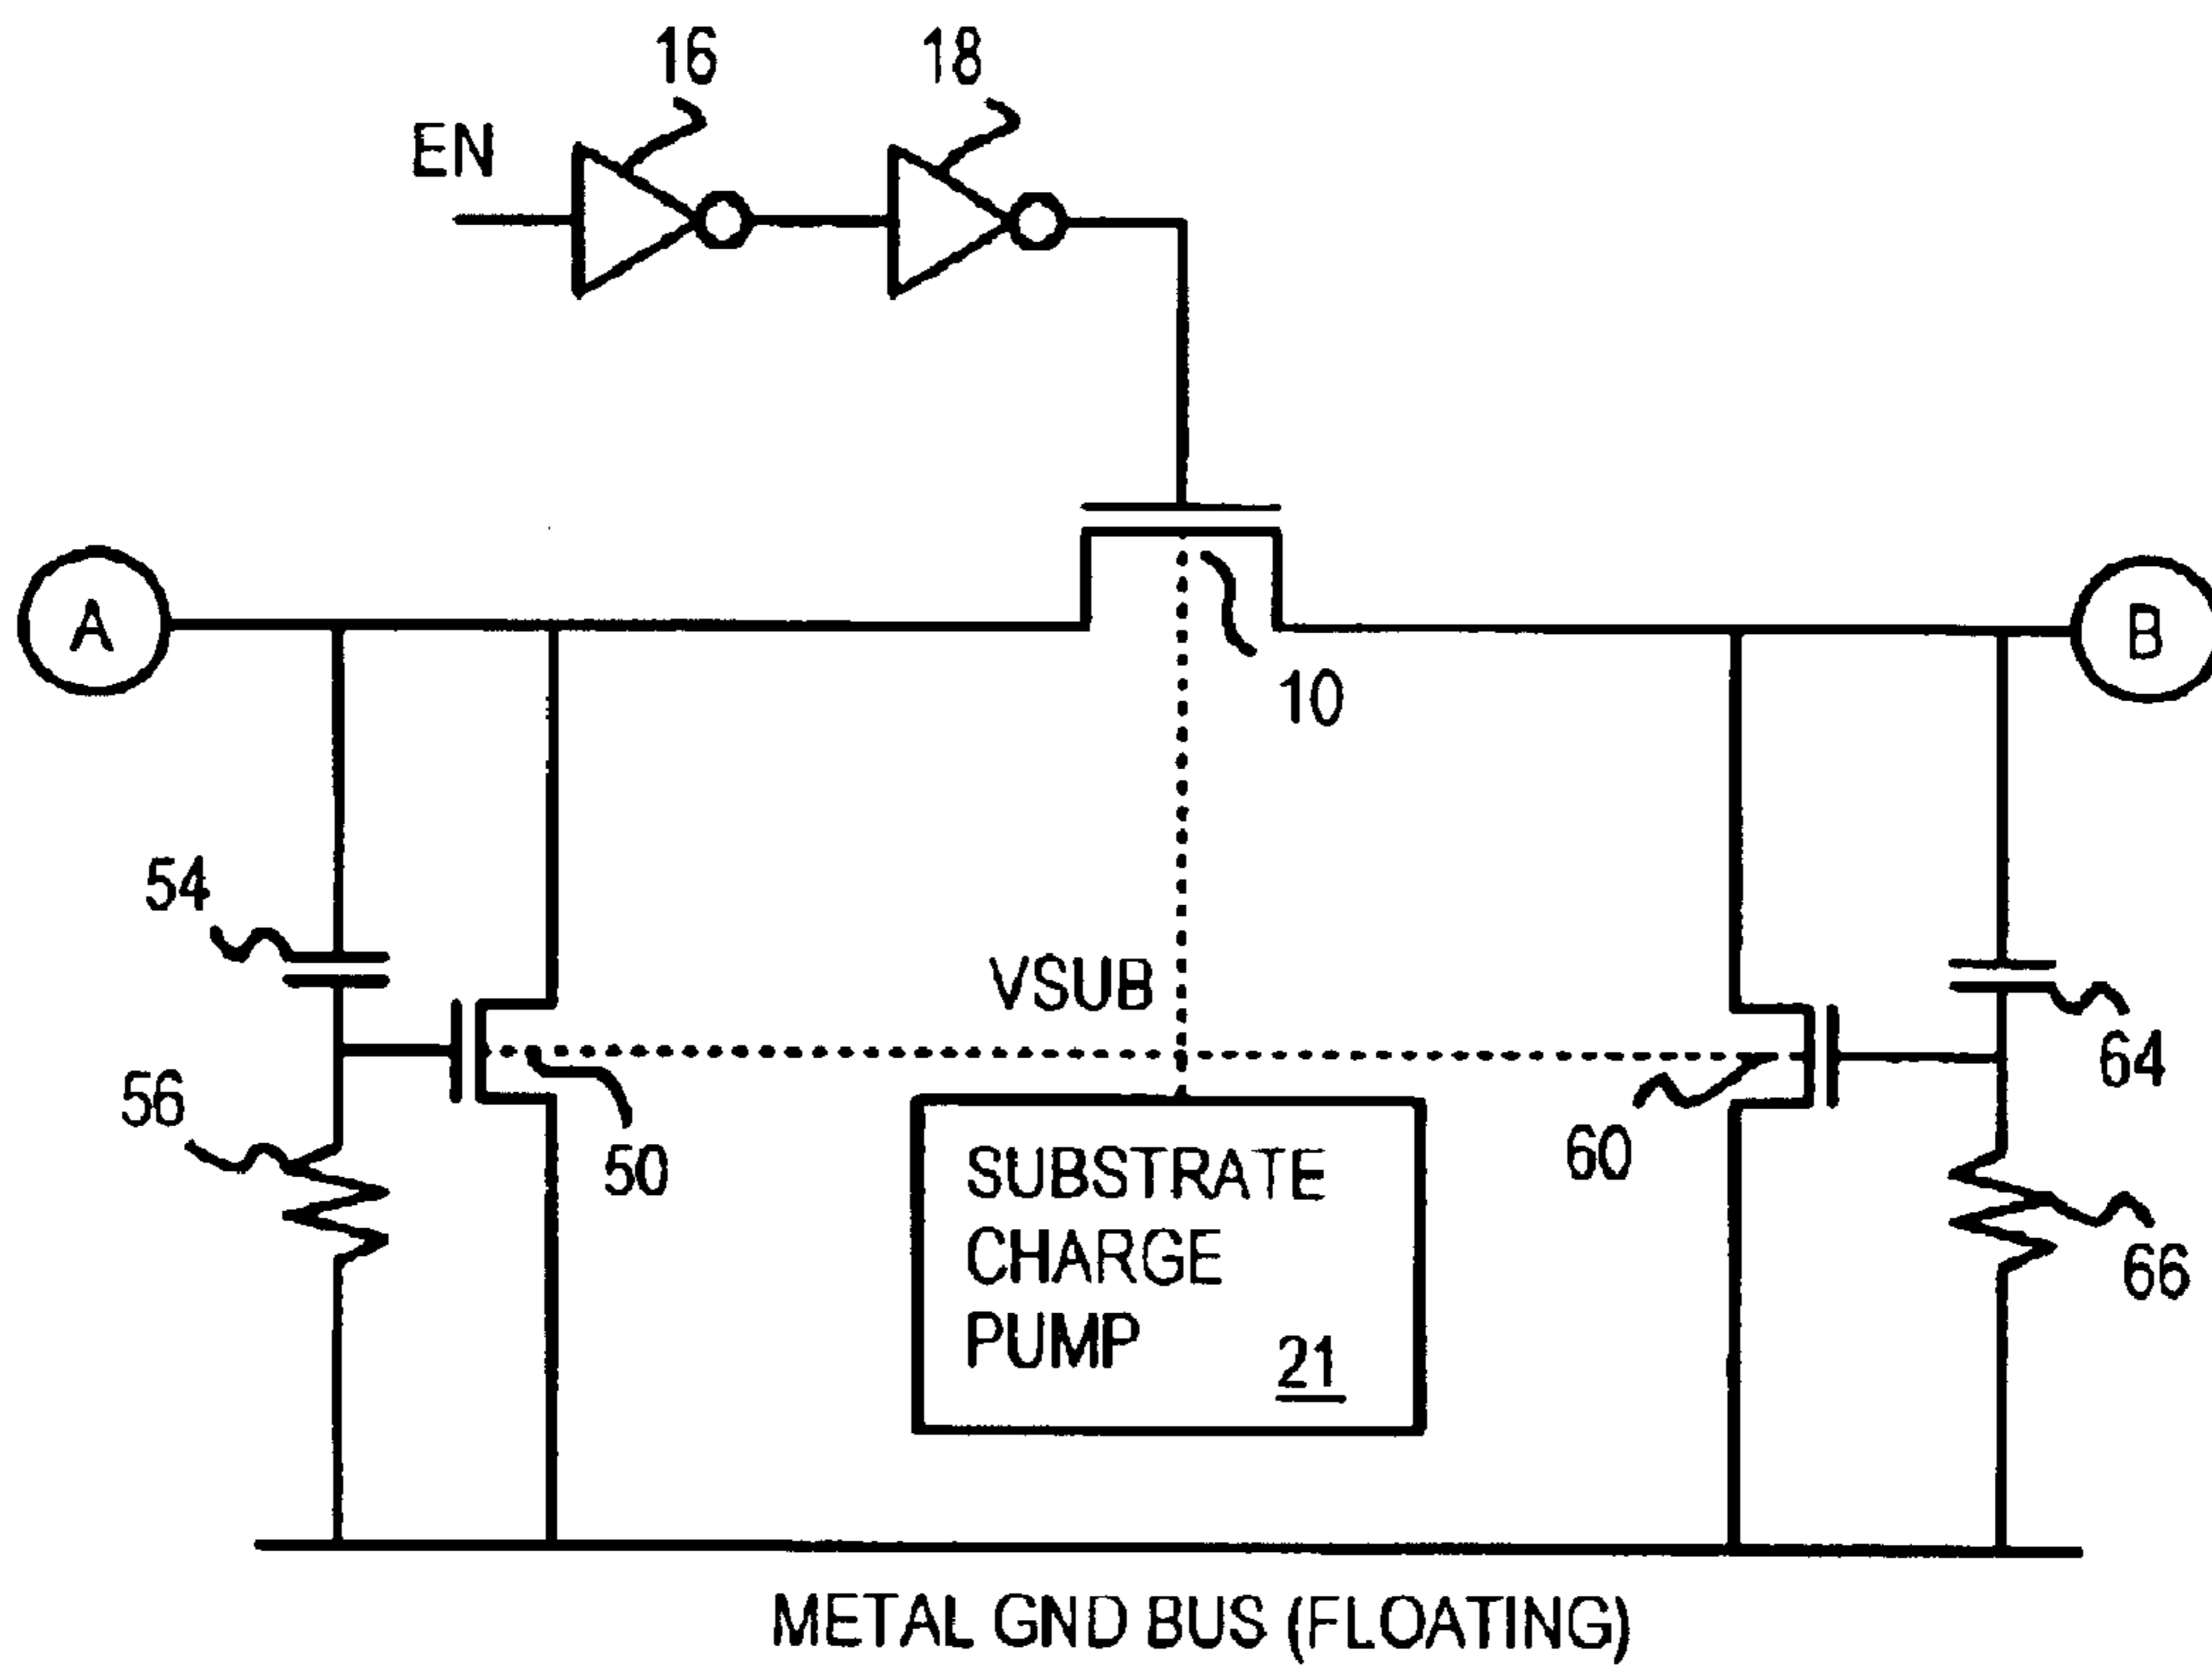 16
18
EN
A
B
10
54
VSUB
64
56
50
60
SUBSTRATE
CHARGE
PUMP
21
66
METAL GND BUS (FLOATING)